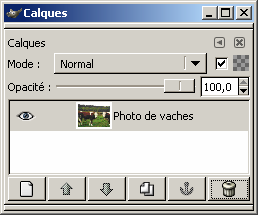 Calques
Calques
Mode : Normal
Opacité : 100,0
Photo de vaches